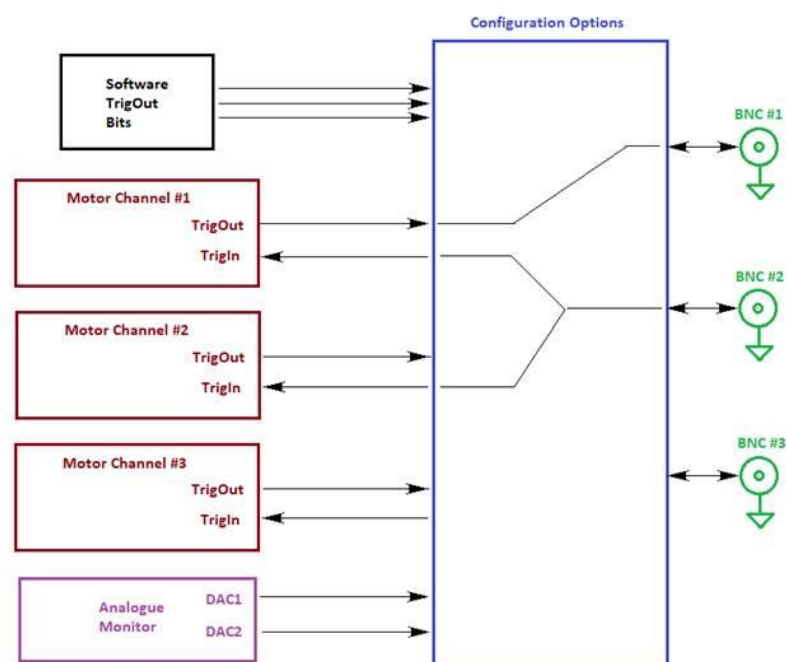 Configuration Options
Software
TrigOut
Bits
BNC #1
Motor Channel #1
TrigOut
TrigIn
BNC #2
Motor Channel #2
TrigOut
TrigIn
BNC #3
Motor Channel #3
TrigOut
TrigIn
Analogue
Monitor
DAC1
DAC2